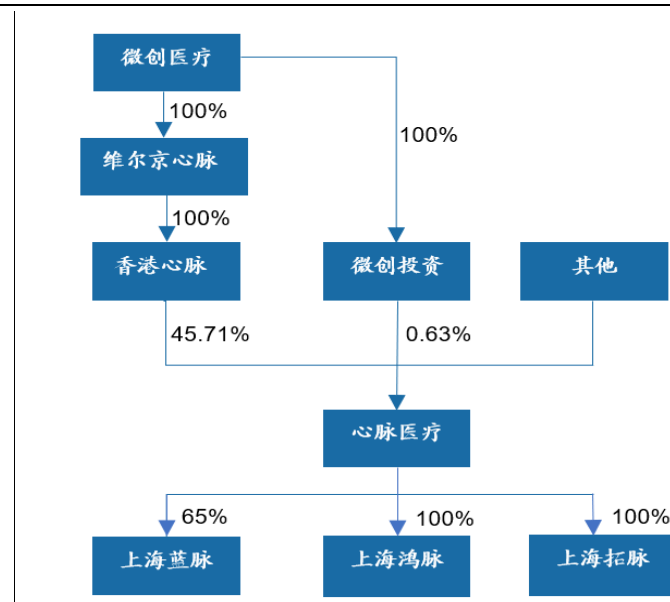 微创医疗
100%
100%
维尔京心脉
100%
香港心脉
微创投资
其他
45.71%
0.63%
心脉医疗
65%
100%
100%
上海蓝脉
上海鸿脉
上海拓脉